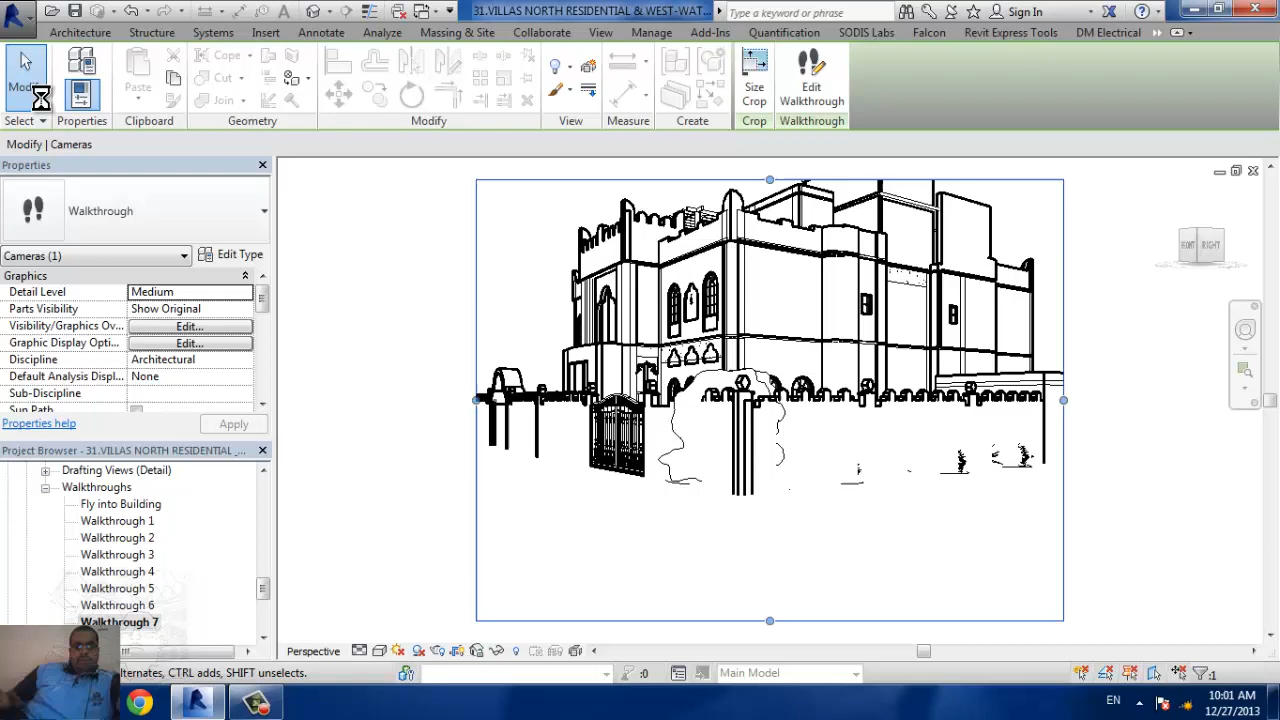 31.VILLAS NORTH RESIDENTIAL & WEST-WAT...
Type a keyword or phrase
Sign In
Architecture Structure Systems Insert Annotate Analyze Massing & Site Collaborate View Manage Add-Ins Quantification SODIS Labs Falcon Revit Express Tools DM Electrical
Modify
Paste
Cope
Cut
Join
Size Crop
Edit Walkthrough
Select Properties Clipboard Geometry Modify View Measure Create Crop Walkthrough
Modify | Cameras
Properties
Walkthrough
Cameras (1)
Edit Type
Graphics
Detail Level Medium
Parts Visibility Show Original
Visibility/Graphics Ov... Edit...
Graphic Display Opti... Edit...
Discipline Architectural
Default Analysis Displ... None
Sub-Discipline
Sun Path
Properties help
Apply
FRONT RIGHT
Project Browser - 31.VILLAS NORTH RESIDENTIAL _...
Drafting Views (Detail)
Walkthroughs
Fly into Building
Walkthrough 1
Walkthrough 2
Walkthrough 3
Walkthrough 4
Walkthrough 5
Walkthrough 6
Walkthrough 7
Perspective
alternates, CTRL adds, SHIFT unselects.
:0
Main Model
:1
EN
10:01 AM
12/27/2013